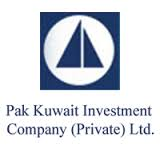 Pak Kuwait Investment
Company (Private) Ltd.